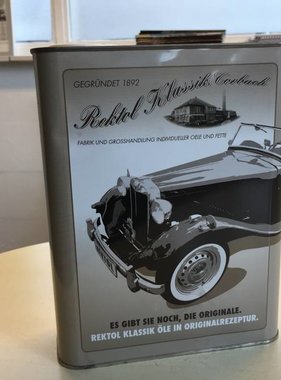 GEGRÜNDET 1892
Rektol Klassik Corbach
FABRIK UND GROSSHANDLUNG INDIVIDUELLER OELE UND FETTE
ES GIBT SIE NOCH, DIE ORIGINALE.
REKTOL KLASSIK ÖLE IN ORIGINALREZEPTUR.